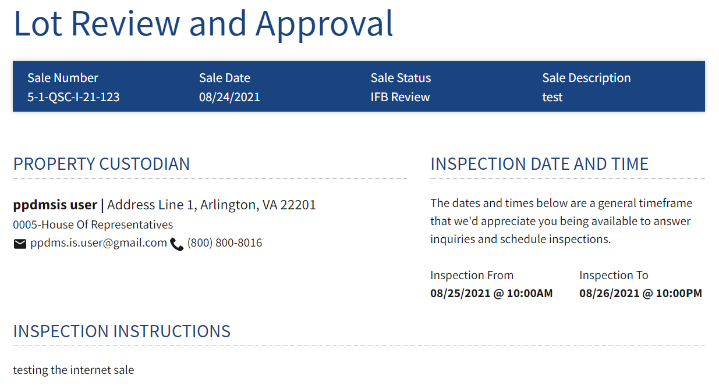 Lot Review and Approval
Sale Number Sale Date Sale Status Sale Description
5-1-QSC-I-21-123 08/24/2021 IFB Review test
PROPERTY CUSTODIAN
ppdmsis user | Address Line 1, Arlington, VA 22201
0005-House Of Representatives
ppdms.is.user@gmail.com (800) 800-8016
INSPECTION DATE AND TIME
The dates and times below are a general timeframe
that we'd appreciate you being available to answer
inquiries and schedule inspections.
Inspection From Inspection To
08/25/2021 @ 10:00AM 08/26/2021 @ 10:00PM
INSPECTION INSTRUCTIONS
testing the internet sale